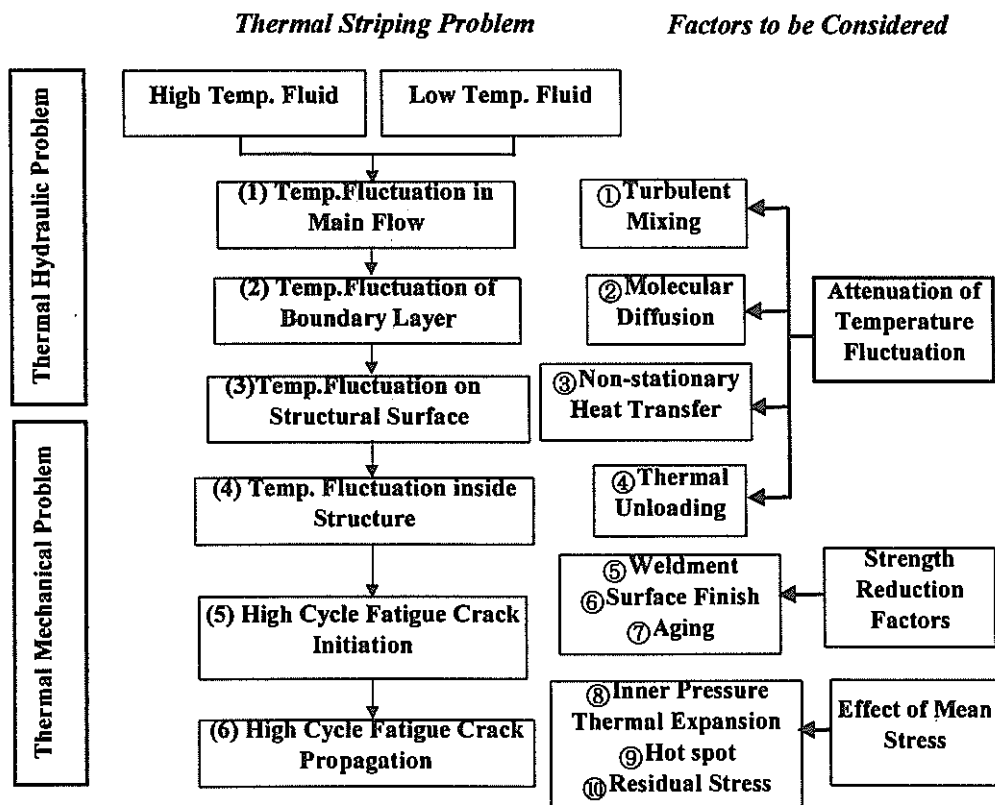 Thermal Striping Problem
Factors to be Considered
Thermal Hydraulic Problem
High Temp. Fluid
Low Temp. Fluid
(1) Temp.Fluctuation in
Main Flow
①Turbulent
Mixing
(2) Temp.Fluctuation of
Boundary Layer
②Molecular
Diffusion
Attenuation of
Temperature
Fluctuation
(3)Temp.Fluctuation on
Structural Surface
③Non-stationary
Heat Transfer
Thermal Mechanical Problem
(4) Temp. Fluctuation inside
Structure
④Thermal
Unloading
(5) High Cycle Fatigue Crack
Initiation
⑤Weldment
⑥Surface Finish
⑦Aging
Strength
Reduction
Factors
(6) High Cycle Fatigue Crack
Propagation
⑧Inner Pressure
Thermal Expansion
⑨Hot spot
⑩Residual Stress
Effect of Mean
Stress